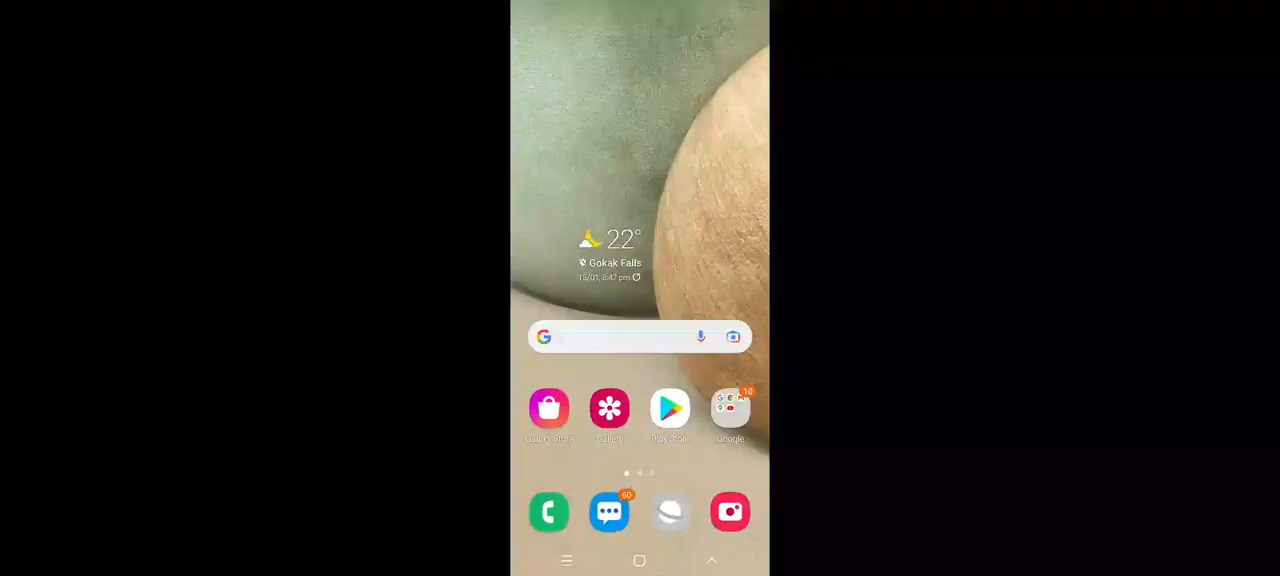 22°
Gokak Falls
15/01, 8:47 pm
G
10
Galaxy Store
Gallery
Play Store
Google
60